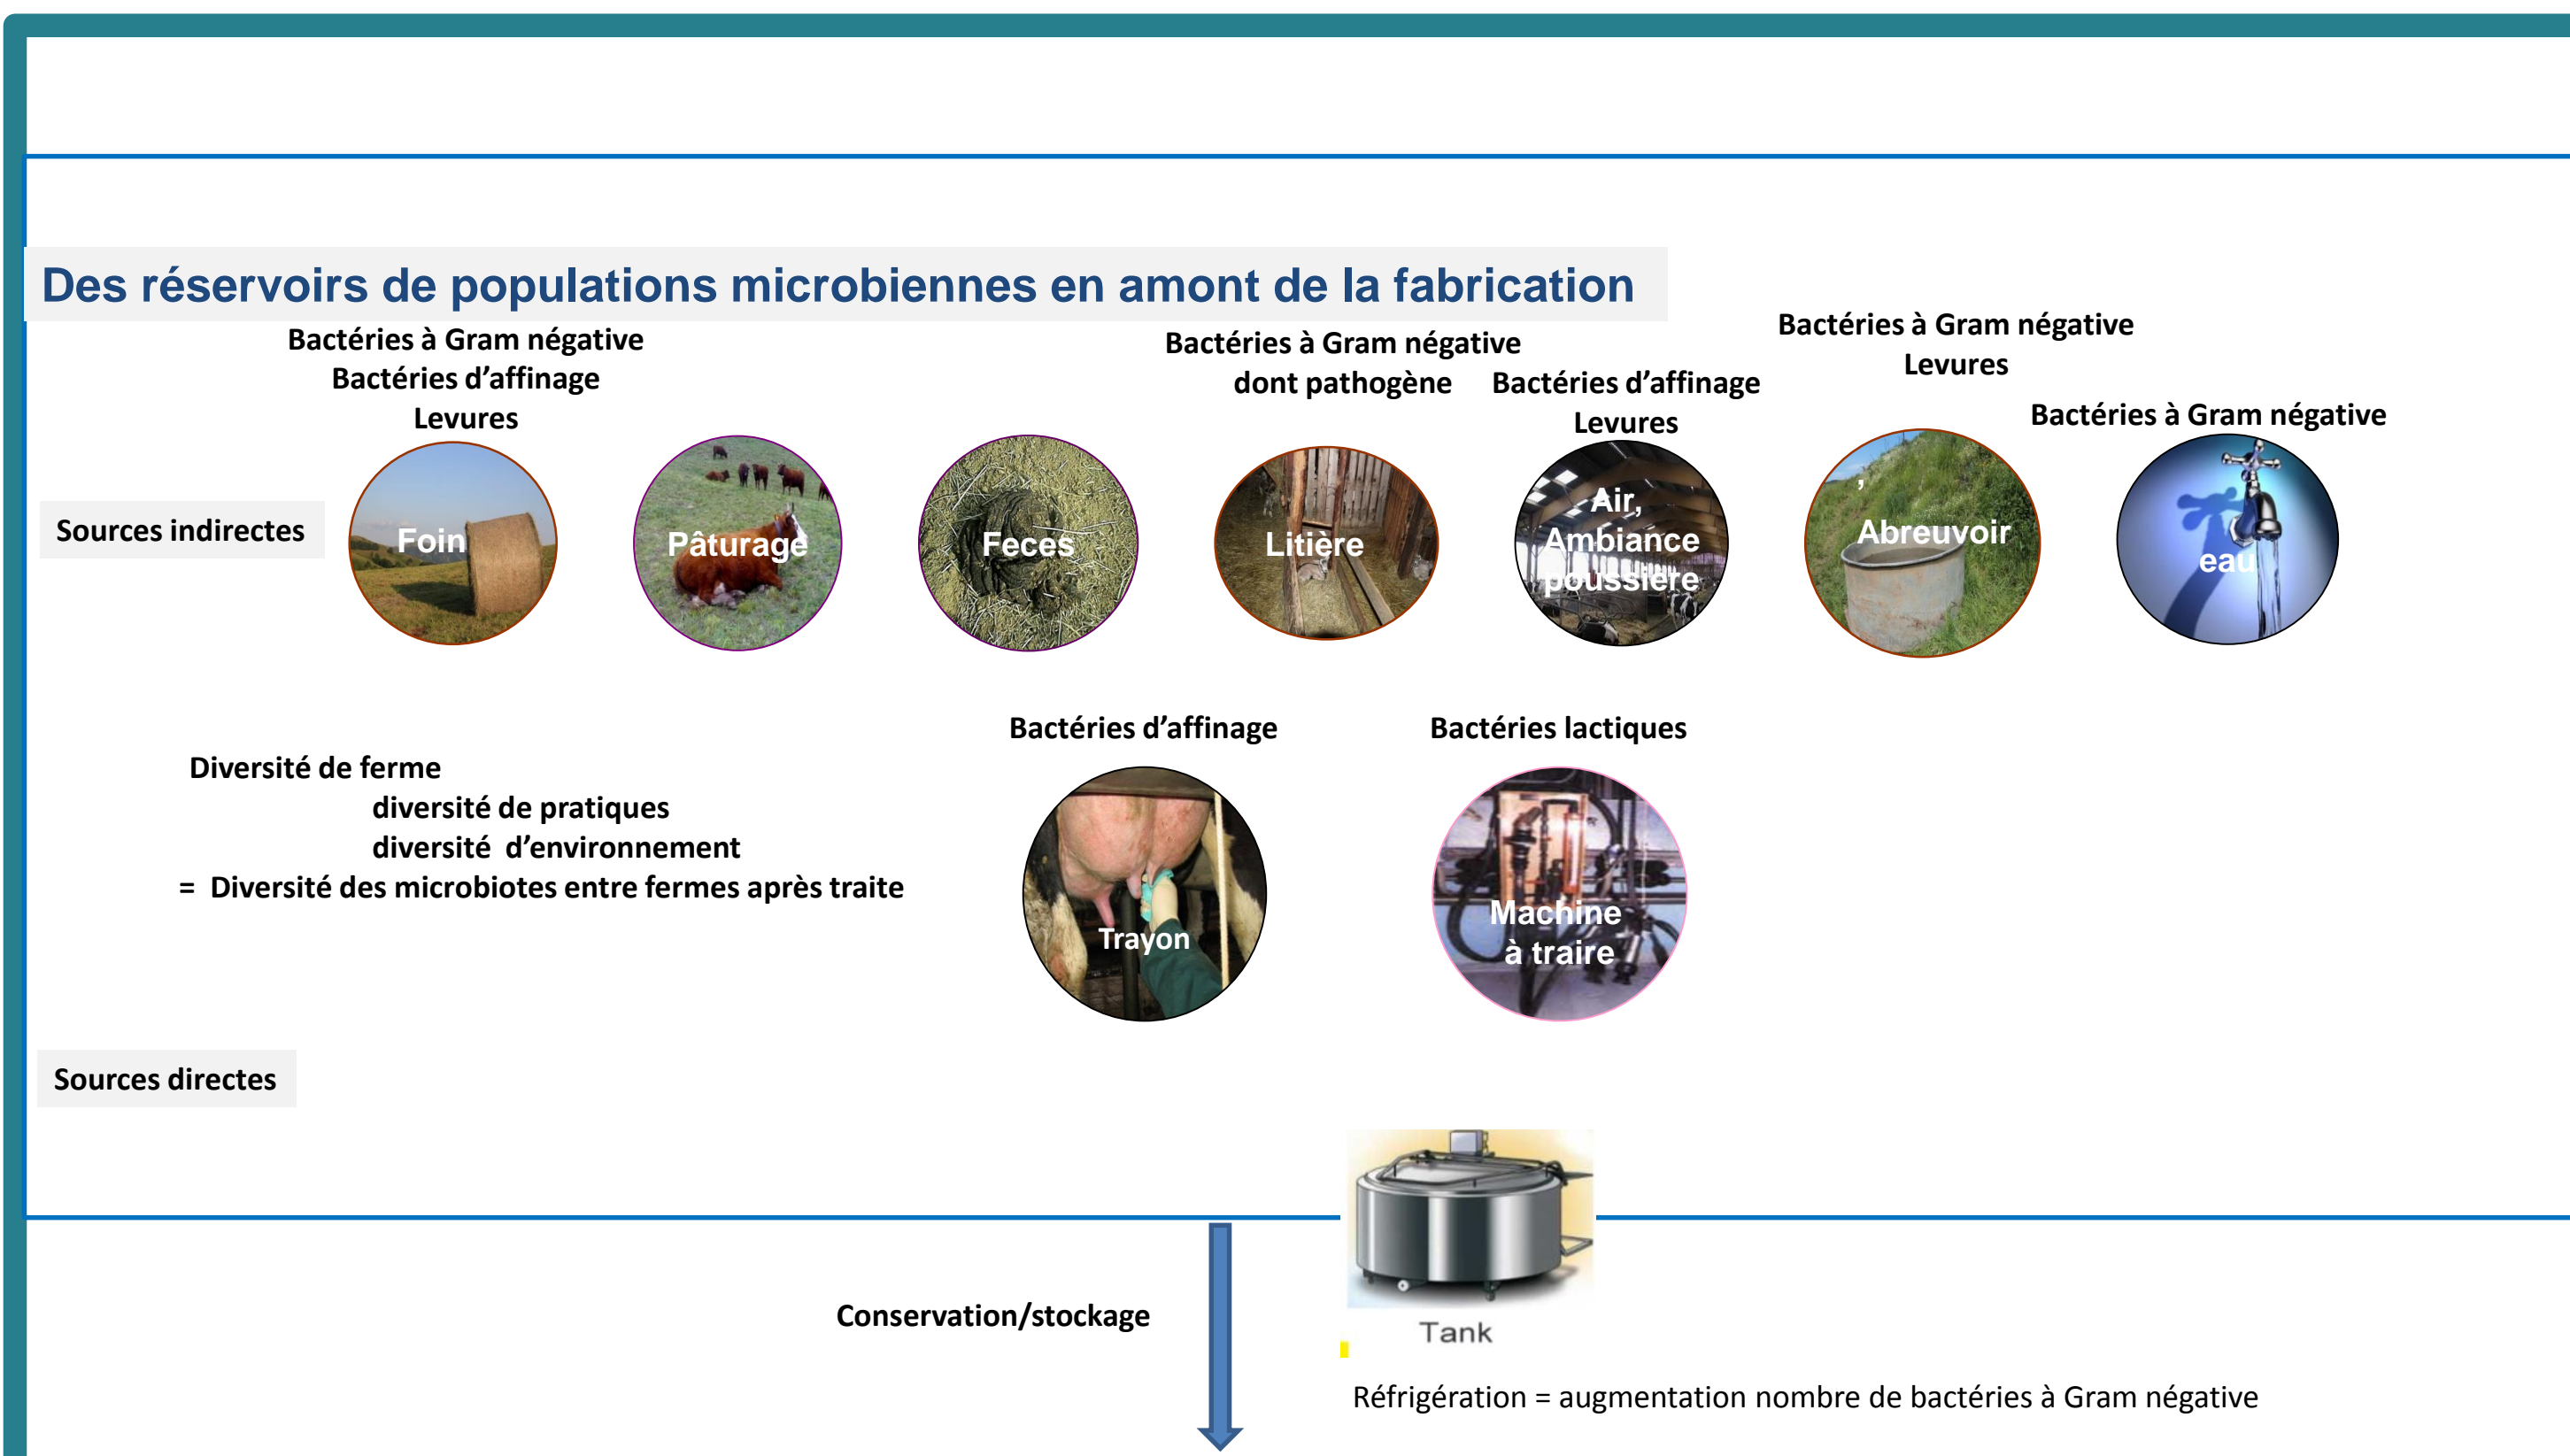 Des réservoirs de populations microbiennes en amont de la fabrication
Bactéries à Gram négative
Bactéries d'affinage
Levures
Bactéries à Gram négative
dont pathogène
Bactéries d'affinage
Levures
Bactéries à Gram négative
Levures
Bactéries à Gram négative
Sources indirectes
Foin
Pâturage
Feces
Litière
Air,
Ambiance
poussière
,
Abreuvoir
eau
Bactéries d'affinage
Bactéries lactiques
Diversité de ferme
diversité de pratiques
diversité d'environnement
= Diversité des microbiotes entre fermes après traite
Trayon
Machine
à traire
Sources directes
Conservation/stockage
Tank
Réfrigération = augmentation nombre de bactéries à Gram négative